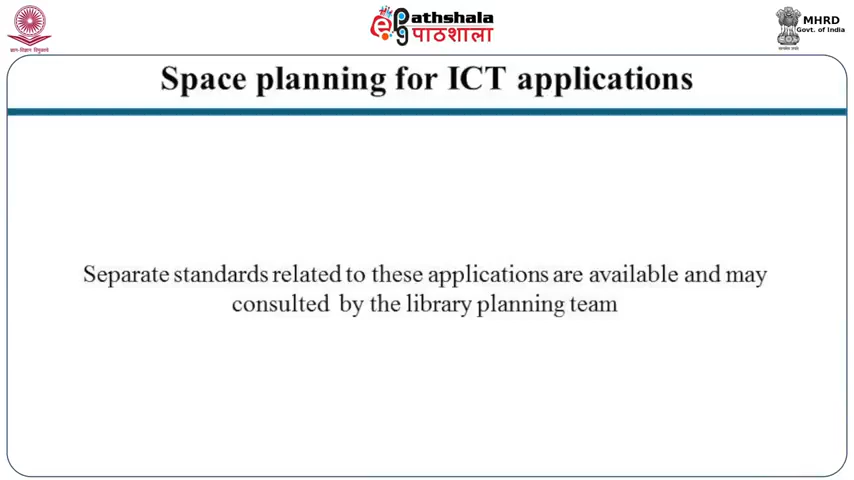 ePathshala
पाठशाला
MHRD
Govt. of India
Space planning for ICT applications
Separate standards related to these applications are available and may
consulted by the library planning team